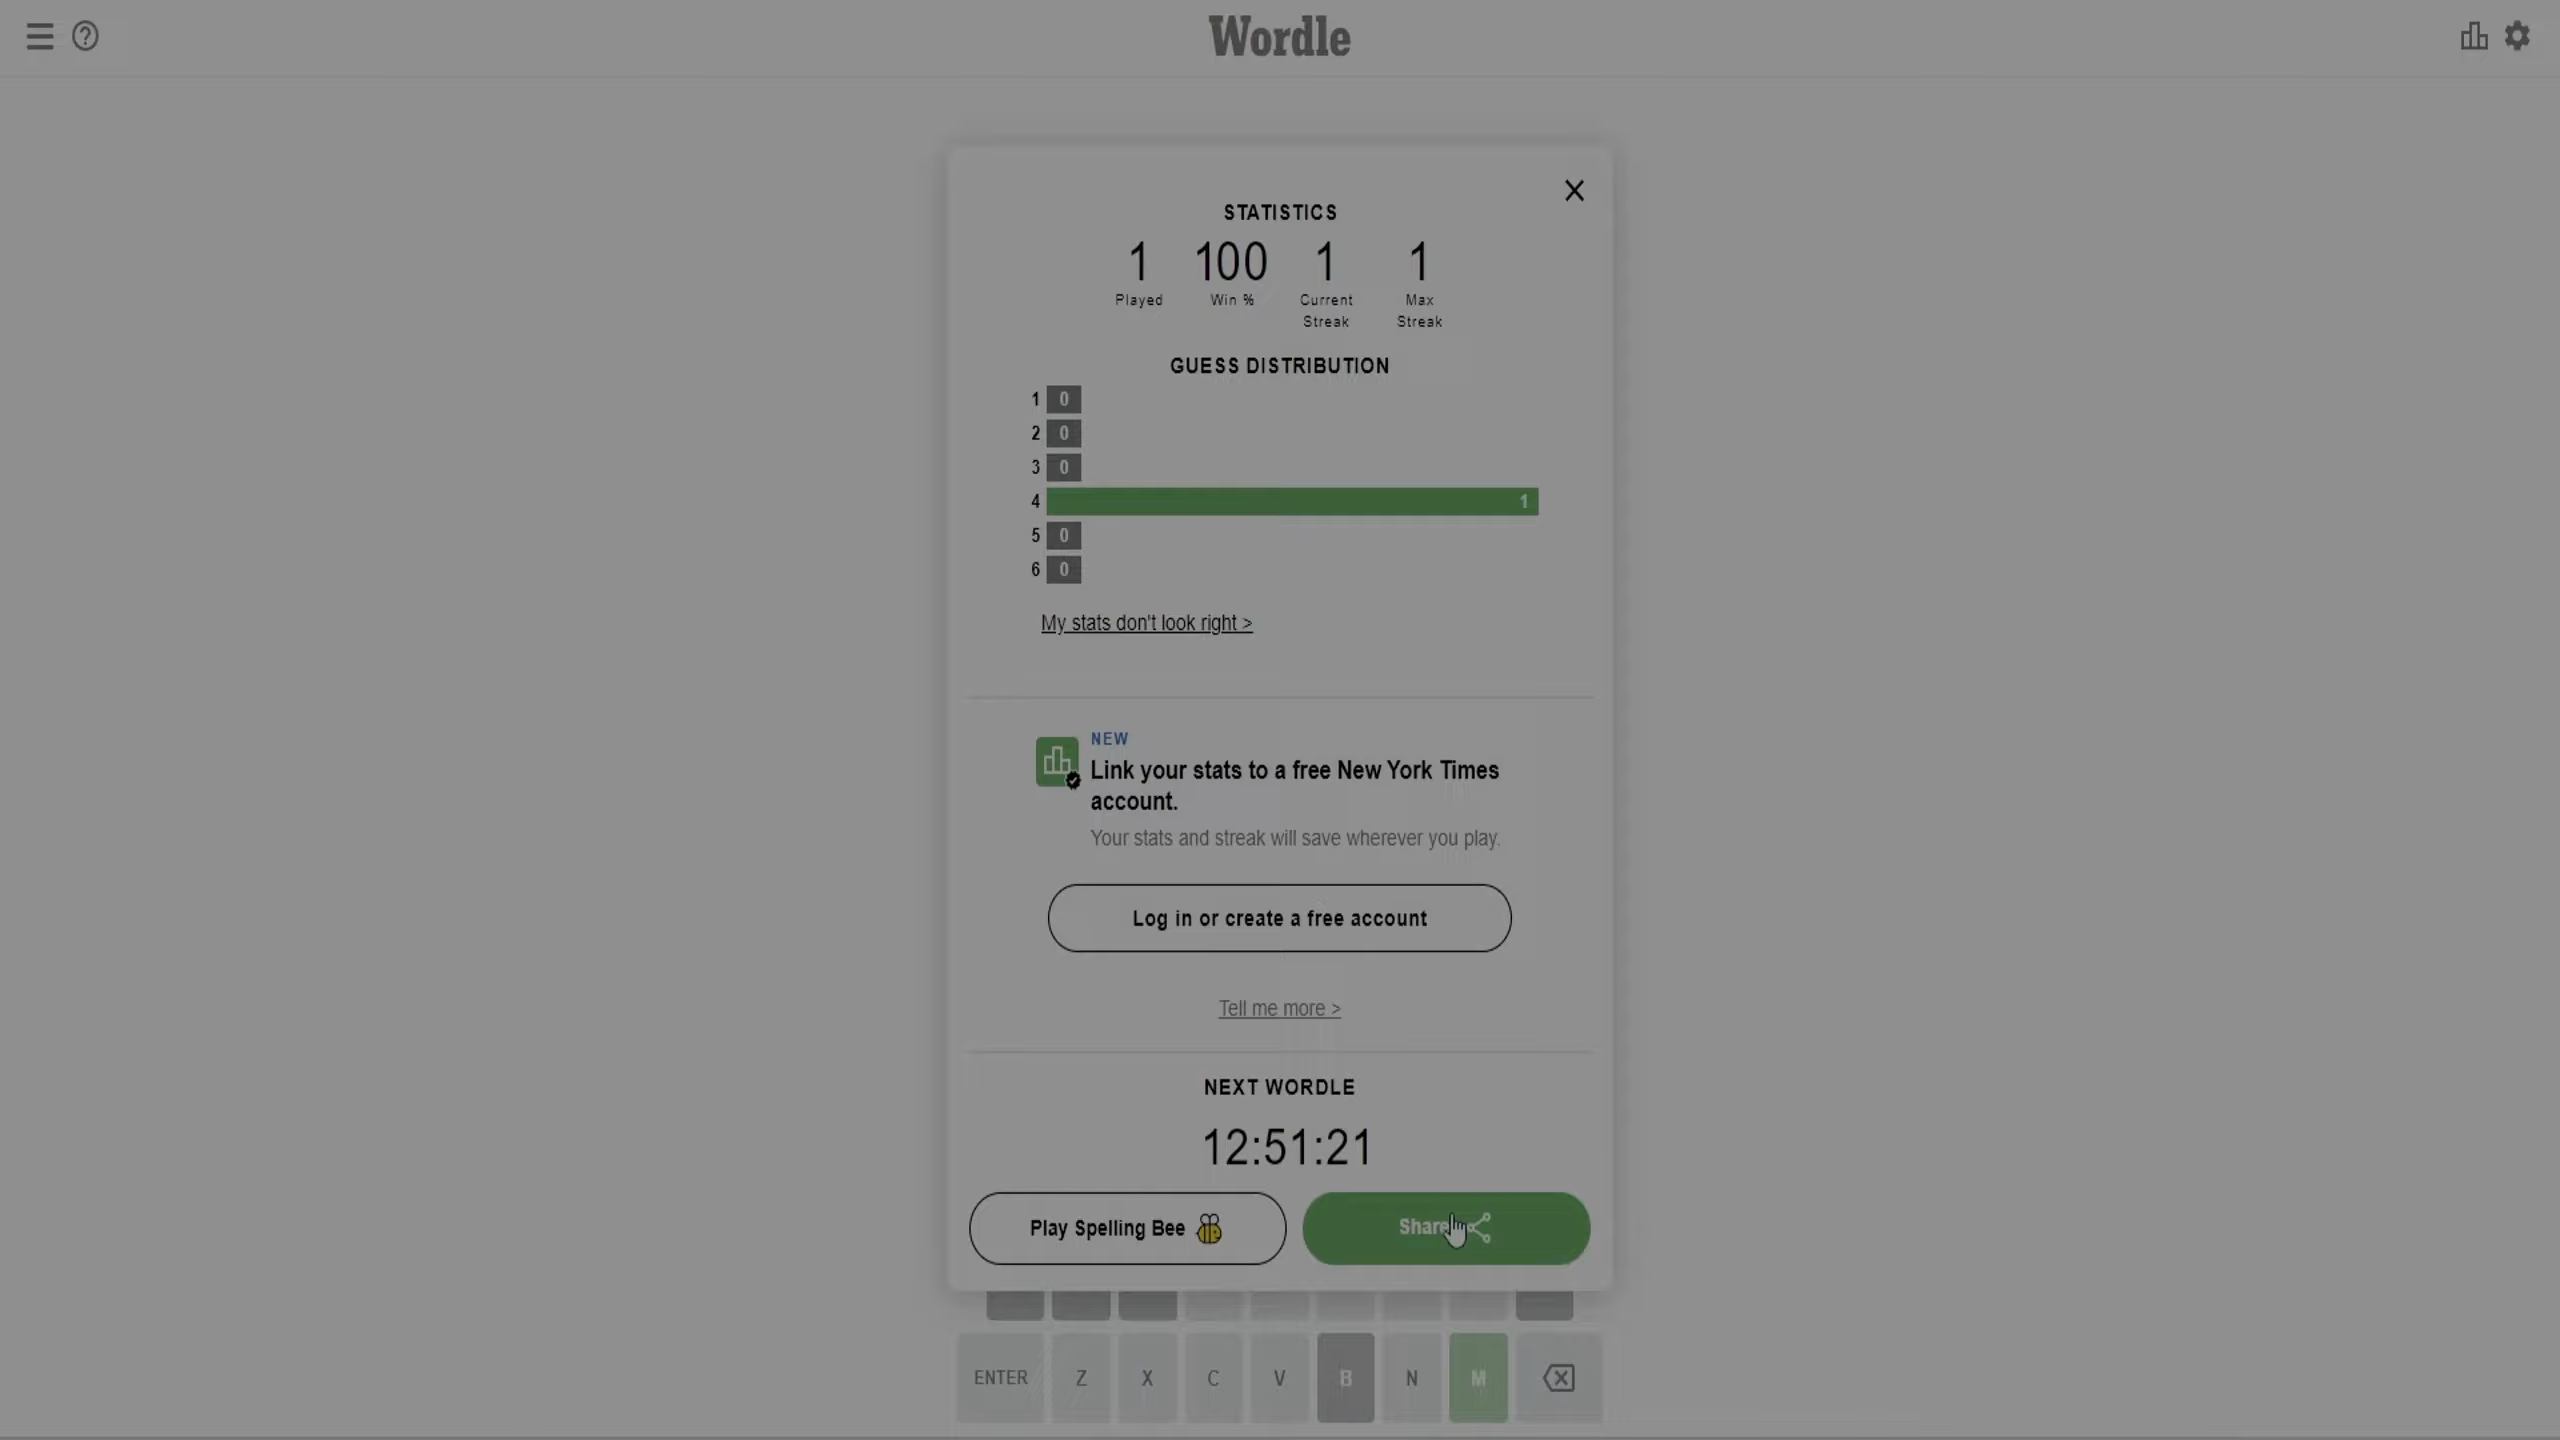 Wordle
STATISTICS
1 100 1 1
Played Win % Current Streak Max Streak
GUESS DISTRIBUTION
1 0
2 0
3 0
4 1
5 0
6 0
My stats don't look right >
NEW
Link your stats to a free New York Times
account.
Your stats and streak will save wherever you play.
Log in or create a free account
Tell me more >
NEXT WORDLE
12:51:21
Play Spelling Bee Share
ENTER Z X C V B N M